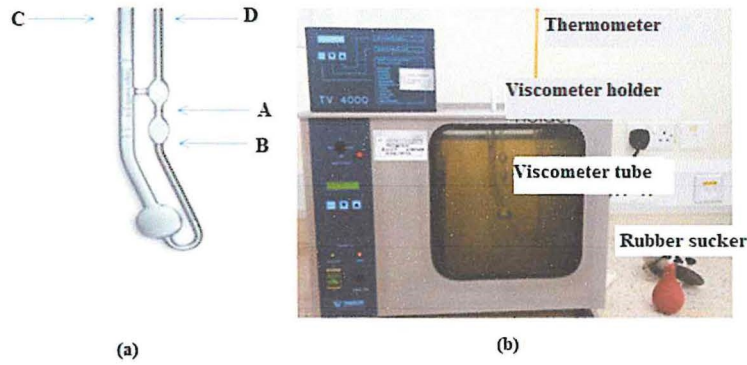 C
D
A
B
(a)
Thermometer
Viscometer holder
Viscometer tube
Rubber sucker
TV 4000
(b)